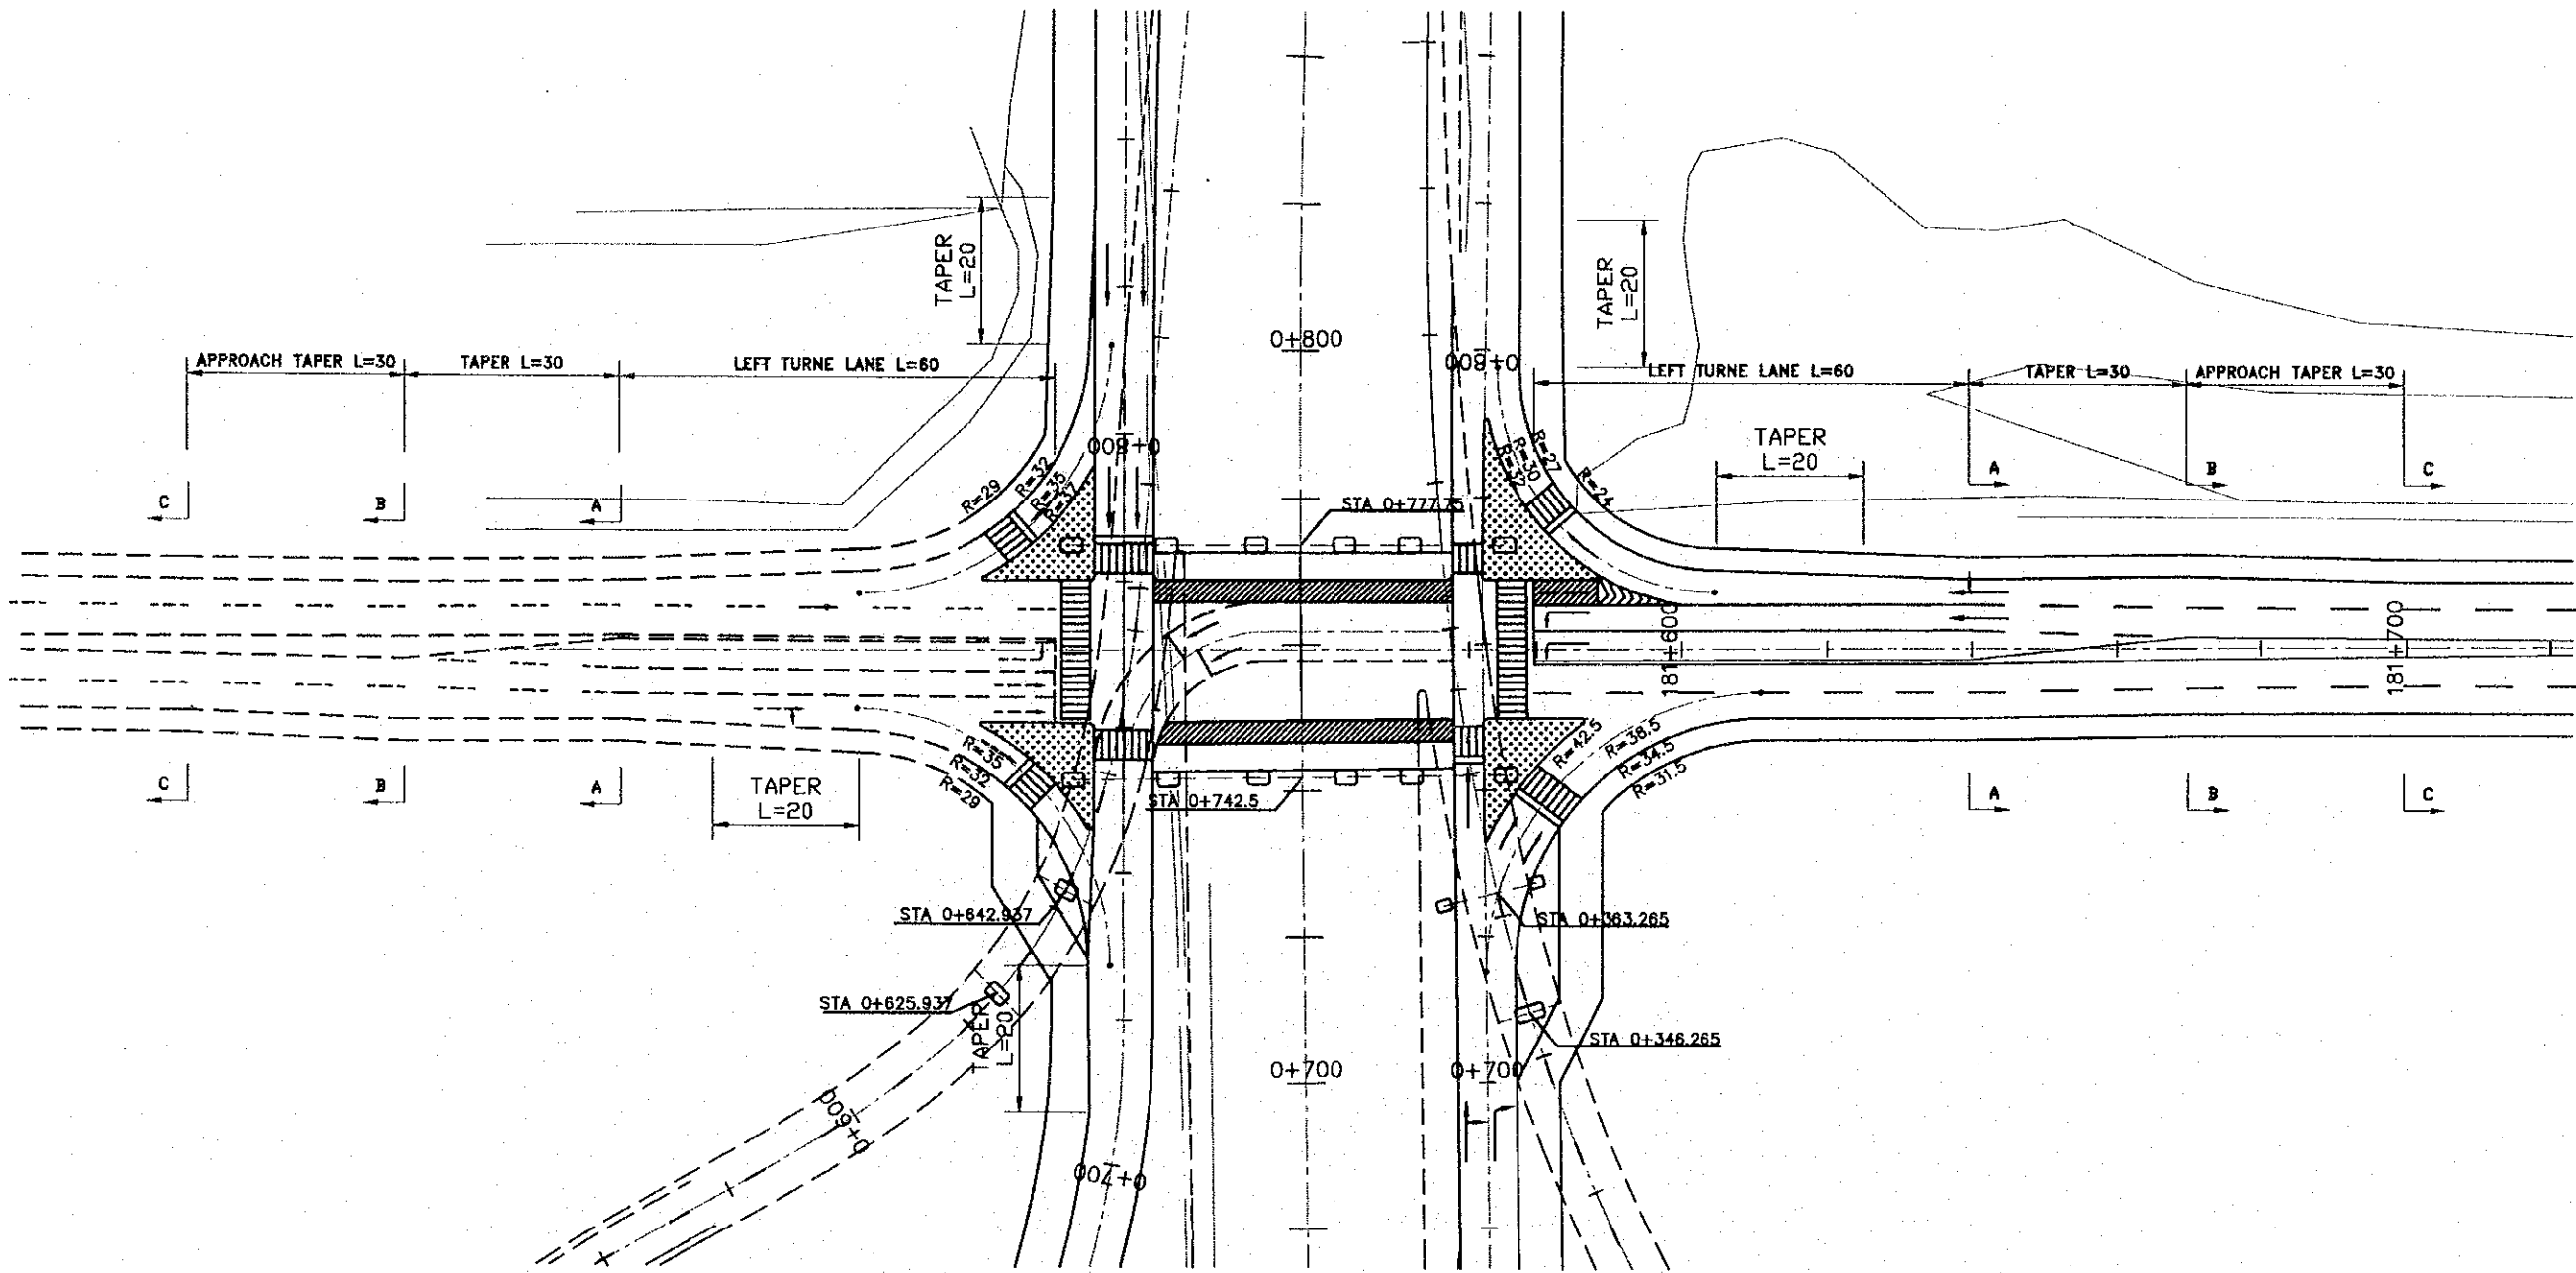 TAPER
L=20
TAPER
L=20
0+800
0+800
APPROACH TAPER L=30
TAPER L=30
LEFT TURNE LANE L=60
LEFT TURNE LANE L=60
TAPER L=30
APPROACH TAPER L=30
0+800
TAPER
L=20
R=29
R=32
R=35
R=37
R=32
R=30
R=27
R=24
C
B
A
A
B
C
STA 0+777.75
181+600
181+700
R=35
R=32
R=29
R=42.5
R=38.5
R=34.5
R=31.5
C
B
A
TAPER
L=20
STA 0+742.5
A
B
C
STA 0+642.937
STA 0+363.265
STA 0+625.937
TAPER
L=20
STA 0+346.265
0+700
0+700
0+600
0+700